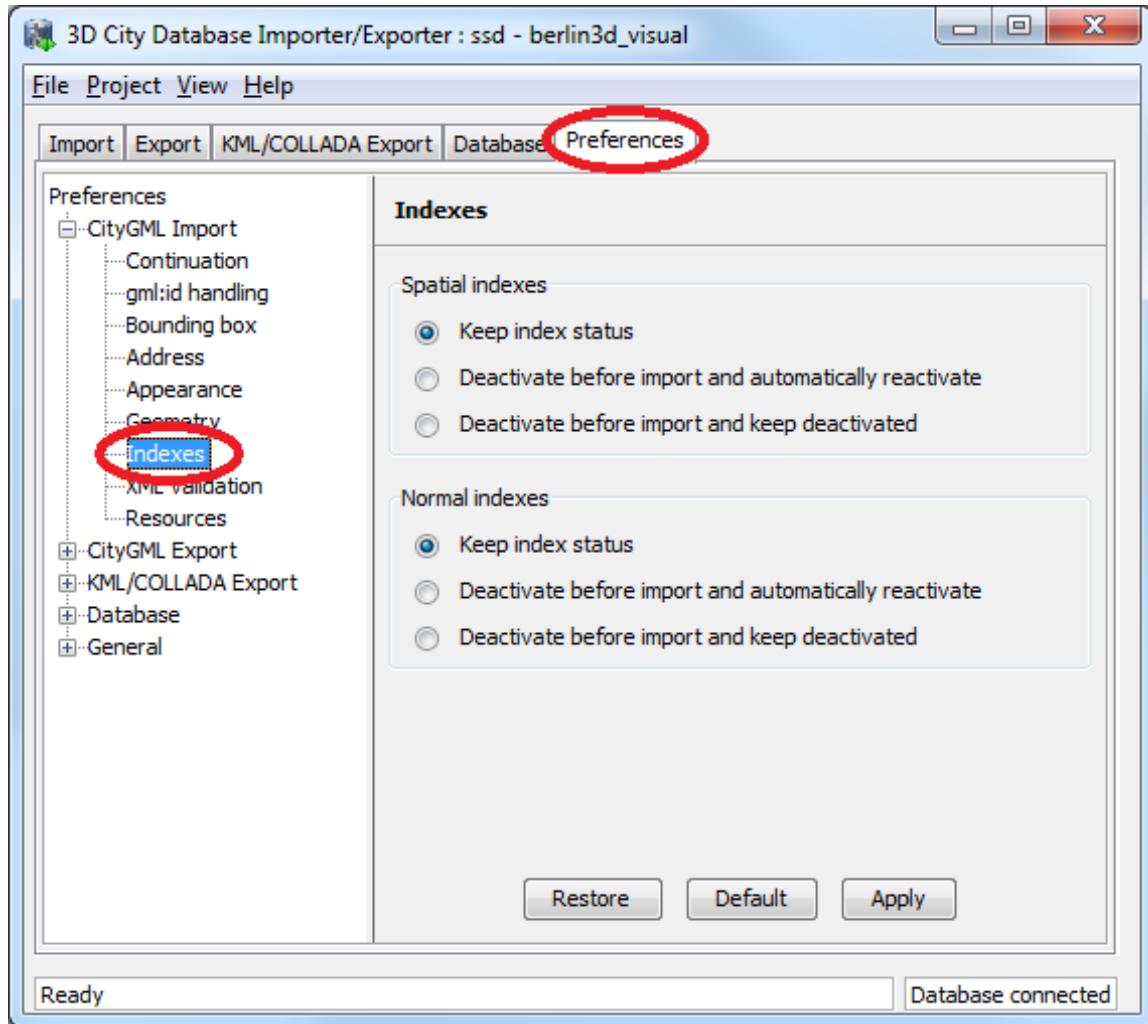 3D City Database Importer/Exporter : ssd - berlin3d_visual
File Project View Help
Import Export KML/COLLADA Export Database Preferences
Preferences
CityGML Import
Continuation
gml:id handling
Bounding box
Address
Appearance
Geometry
Indexes
XML validation
Resources
CityGML Export
KML/COLLADA Export
Database
General
Indexes
Spatial indexes
Keep index status
Deactivate before import and automatically reactivate
Deactivate before import and keep deactivated
Normal indexes
Keep index status
Deactivate before import and automatically reactivate
Deactivate before import and keep deactivated
Restore Default Apply
Ready Database connected